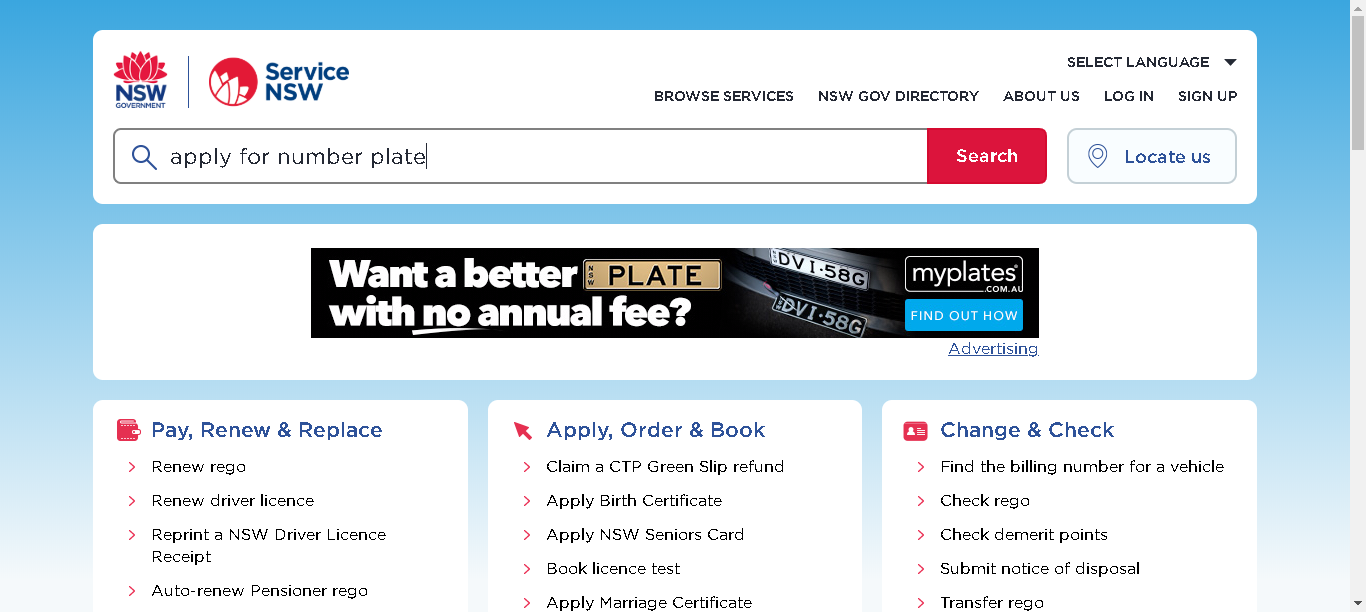 NSW
GOVERNMENT
Service
NSW
SELECT LANGUAGE
BROWSE SERVICES
NSW GOV DIRECTORY
ABOUT US
LOG IN
SIGN UP
apply for number plate
Search
Locate us
Want a better NSW PLATE
with no annual fee?
DVI·58G
DVI·58G
myplates
.COM.AU
FIND OUT HOW
Advertising
Pay, Renew & Replace
Renew rego
Renew driver licence
Reprint a NSW Driver Licence
Receipt
Auto-renew Pensioner rego
Apply, Order & Book
Claim a CTP Green Slip refund
Apply Birth Certificate
Apply NSW Seniors Card
Book licence test
Apply Marriage Certificate
Change & Check
Find the billing number for a vehicle
Check rego
Check demerit points
Submit notice of disposal
Transfer rego